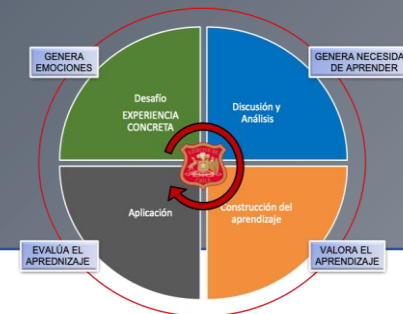 GENERA
EMOCIONES
GENERA NECESIDA
DE APRENDER
Desafío
EXPERIENCIA
CONCRETA
Discusión y
Análisis
Aplicación
Construcción del
aprendizaje
EVALÚA EL
APREDNIZAJE
VALORA EL
APRENDIZAJE